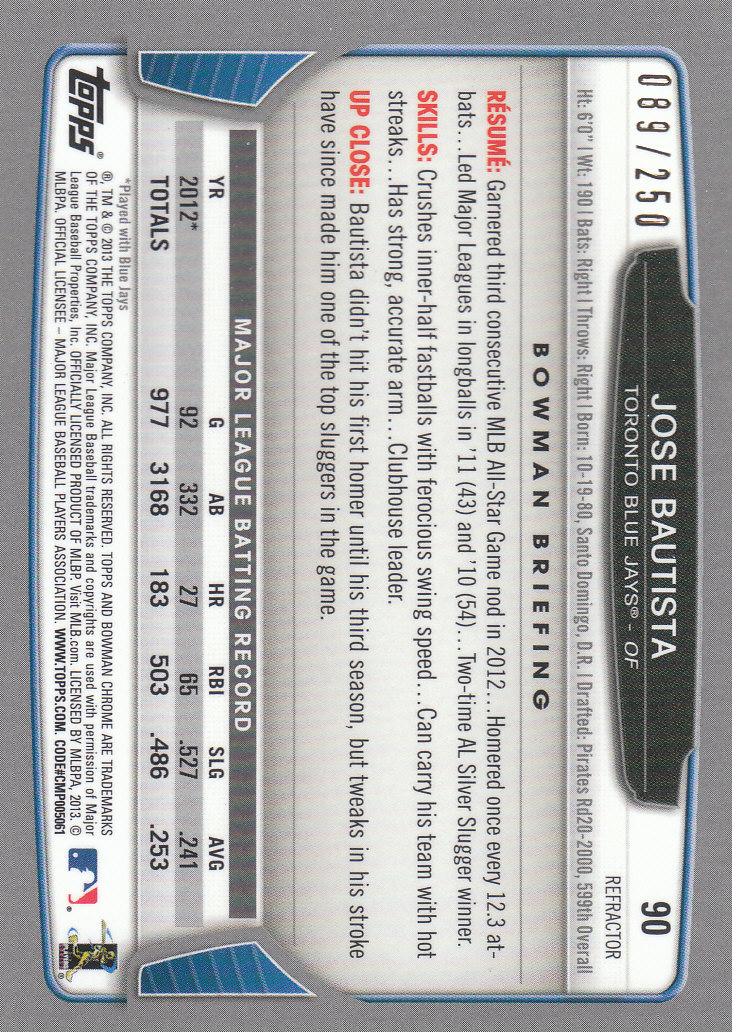 089/250
JOSE BAUTISTA
TORONTO BLUE JAYS® - OF
90
REFRACTOR
Ht: 6'0" | Wt: 190 | Bats: Right | Throws: Right | Born: 10-19-80, Santo Domingo, D.R. | Drafted: Pirates Rd20-2000, 599th Overall
BOWMAN BRIEFING
RÉSUMÉ: Garnered third consecutive MLB All-Star Game nod in 2012...Homered once every 12.3 at-
bats...Led Major Leagues in longballs in '11 (43) and '10 (54)...Two-time AL Silver Slugger winner.
SKILLS: Crushes inner-half fastballs with ferocious swing speed...Can carry his team with hot
streaks...Has strong, accurate arm...Clubhouse leader.
UP CLOSE: Bautista didn't hit his first homer until his third season, but tweaks in his stroke
have since made him one of the top sluggers in the game.
MAJOR LEAGUE BATTING RECORD
YR G AB HR RBI SLG AVG
2012* 92 332 27 65 .527 .241
TOTALS 977 3168 183 503 .486 .253
*Played with Blue Jays
topps®
®, TM & © 2013 THE TOPPS COMPANY, INC. ALL RIGHTS RESERVED. TOPPS AND BOWMAN CHROME ARE TRADEMARKS
OF THE TOPPS COMPANY, INC. Major League Baseball trademarks and copyrights are used with permission of Major
League Baseball Properties, Inc. OFFICIALLY LICENSED PRODUCT OF MLBP. Visit MLB.com. LICENSED BY MLBPA, 2013. ©
MLBPA. OFFICIAL LICENSEE – MAJOR LEAGUE BASEBALL PLAYERS ASSOCIATION. WWW.TOPPS.COM. CODE#CMP005061